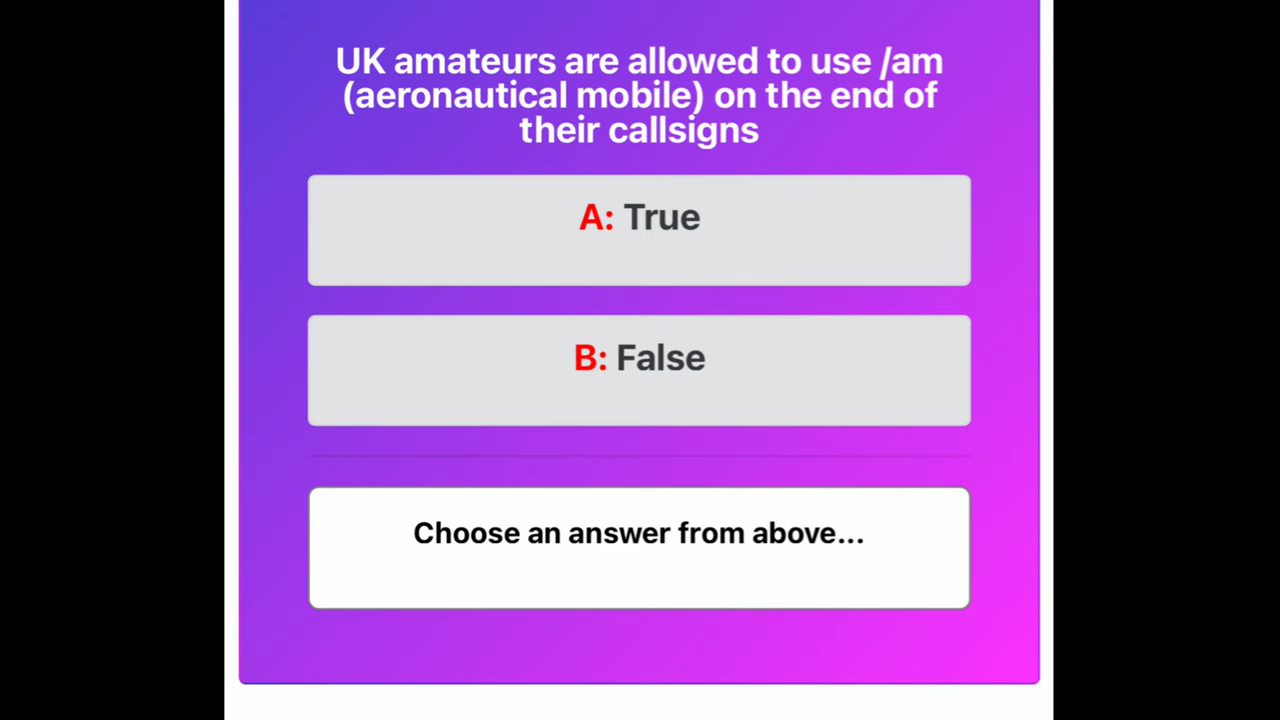 UK amateurs are allowed to use /am
(aeronautical mobile) on the end of
their callsigns
A: True
B: False
Choose an answer from above...